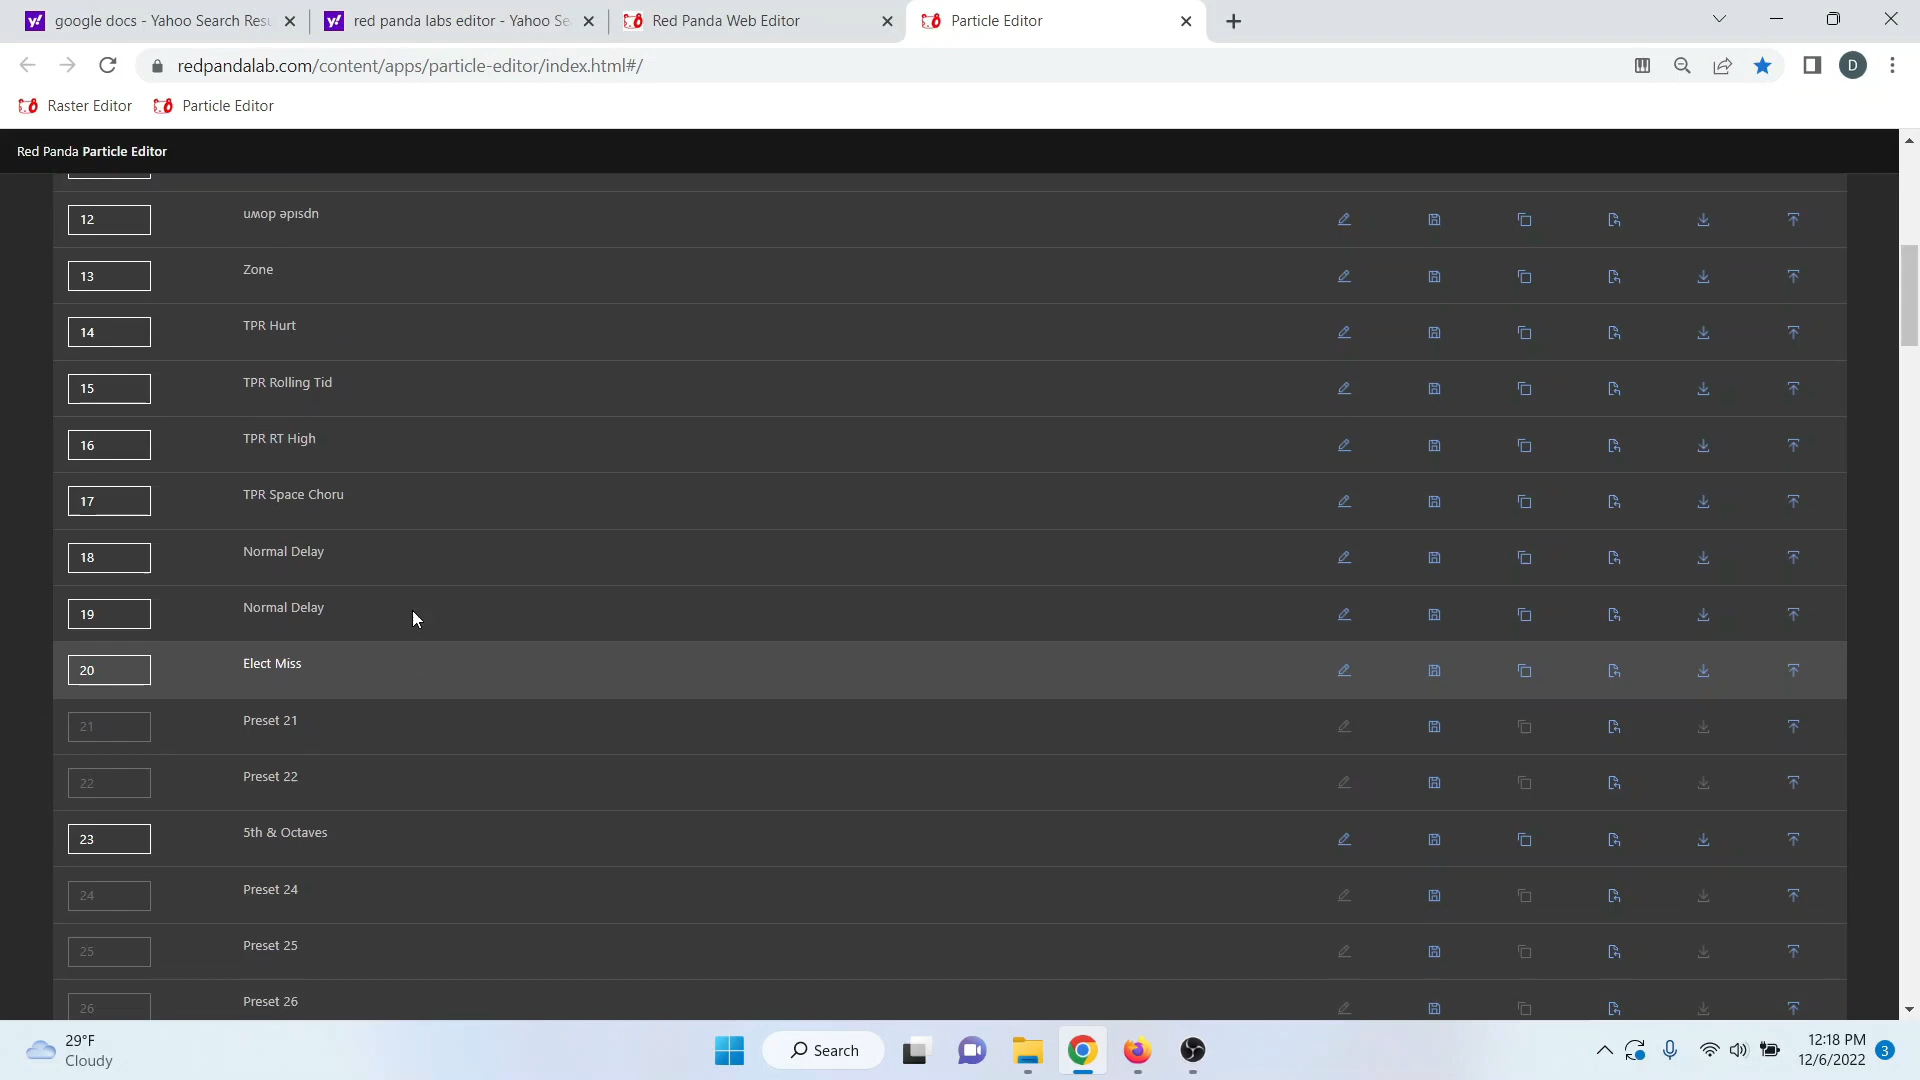 google docs - Yahoo Search Resu
red panda labs editor - Yahoo Se
Red Panda Web Editor
Particle Editor
redpandalab.com/content/apps/particle-editor/index.html#/
D
Raster Editor
Particle Editor
Red Panda Particle Editor
12 uʍop ǝpısdn
13 Zone
14 TPR Hurt
15 TPR Rolling Tid
16 TPR RT High
17 TPR Space Choru
18 Normal Delay
19 Normal Delay
20 Elect Miss
21 Preset 21
22 Preset 22
23 5th & Octaves
24 Preset 24
25 Preset 25
26 Preset 26
29°F
Cloudy
Search
12:18 PM
12/6/2022
3